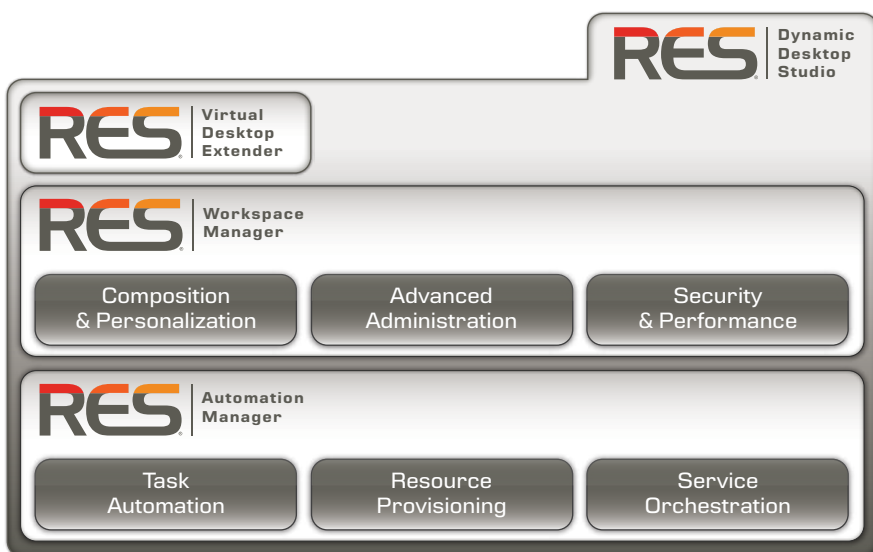 RES Dynamic
Desktop
Studio
RES® Virtual
Desktop
Extender
RES® Workspace
Manager
Composition
& Personalization
Advanced
Administration
Security
& Performance
RES® Automation
Manager
Task
Automation
Resource
Provisioning
Service
Orchestration